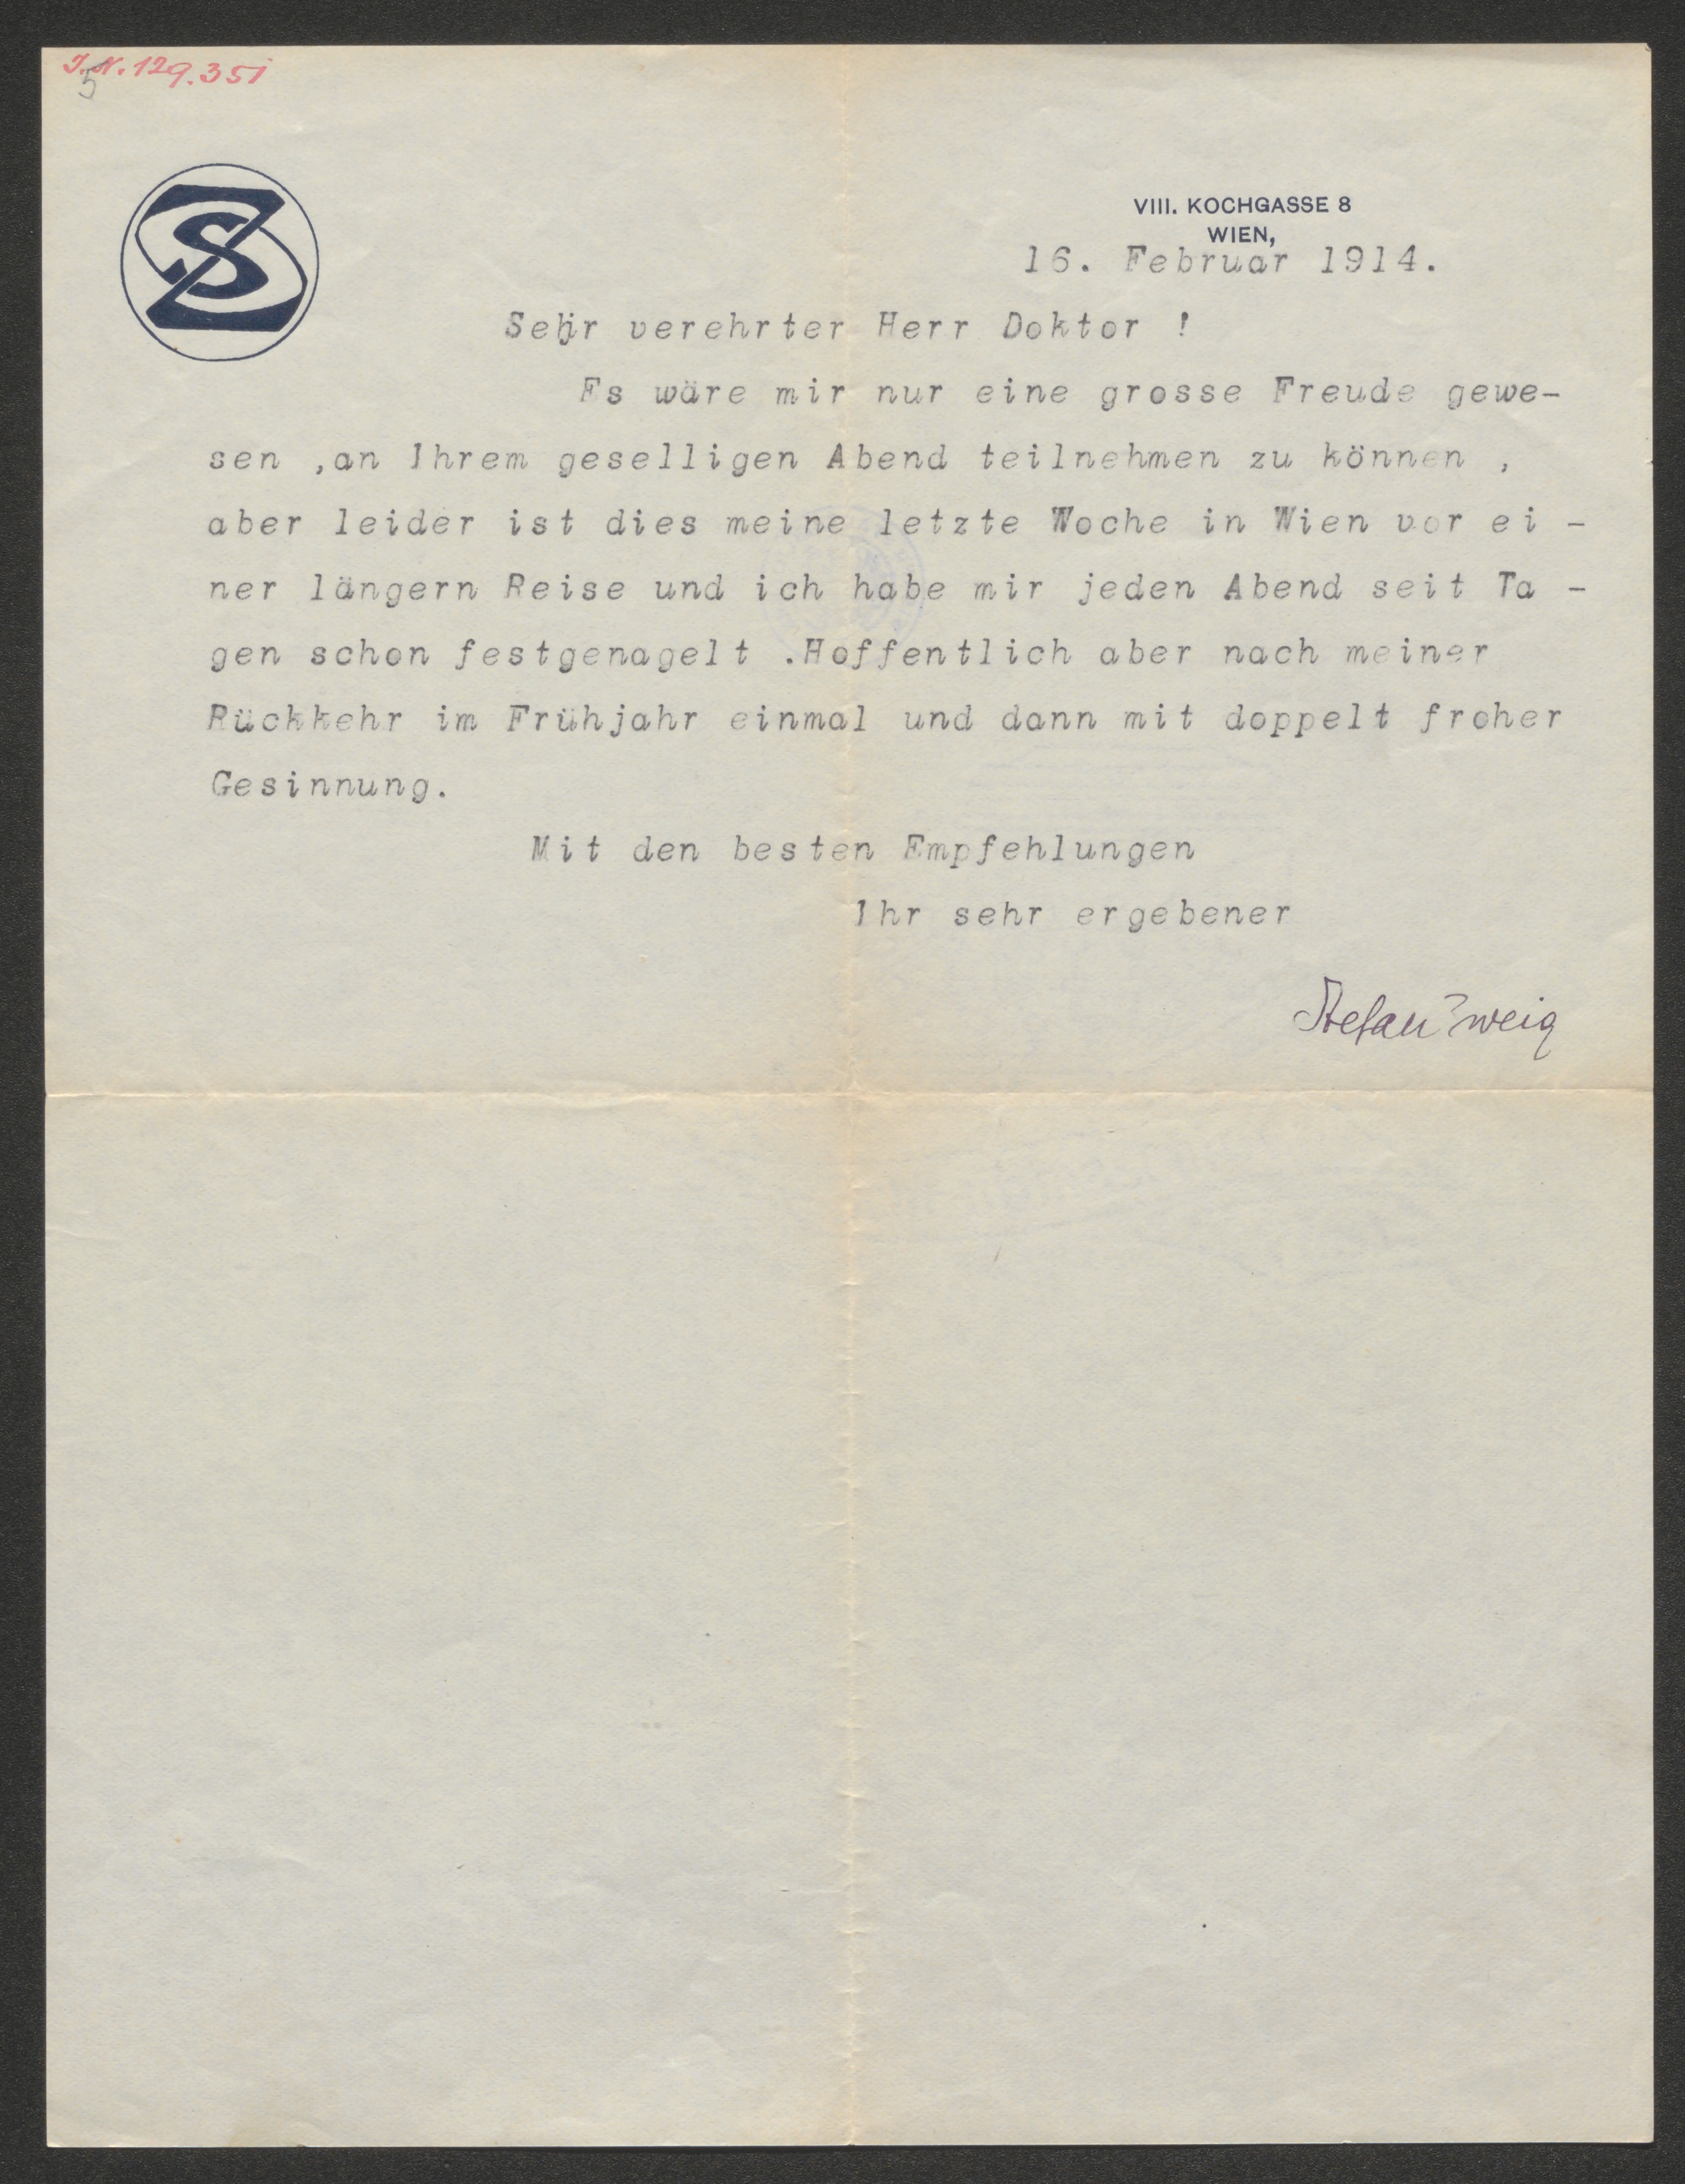 I.N. 129.351
5
SZ
VIII. KOCHGASSE 8
WIEN,
16. Februar 1914.
Sehr verehrter Herr Doktor !
Es wäre mir nur eine grosse Freude gewe-
sen ,an Ihrem geselligen Abend teilnehmen zu können ,
aber leider ist dies meine letzte Woche in Wien vor ei -
ner längern Reise und ich habe mir jeden Abend seit Ta -
gen schon festgenagelt .Hoffentlich aber nach meiner
Rückkehr im Frühjahr einmal und dann mit doppelt froher
Gesinnung.
Mit den besten Empfehlungen
Ihr sehr ergebener
Stefan Zweig